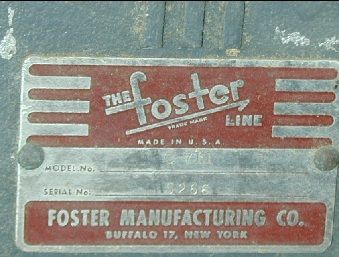 THE foster LINE
TRADE MARK
MADE IN U.S.A.
MODEL No.
SERIAL No.
FOSTER MANUFACTURING CO.
BUFFALO 17, NEW YORK